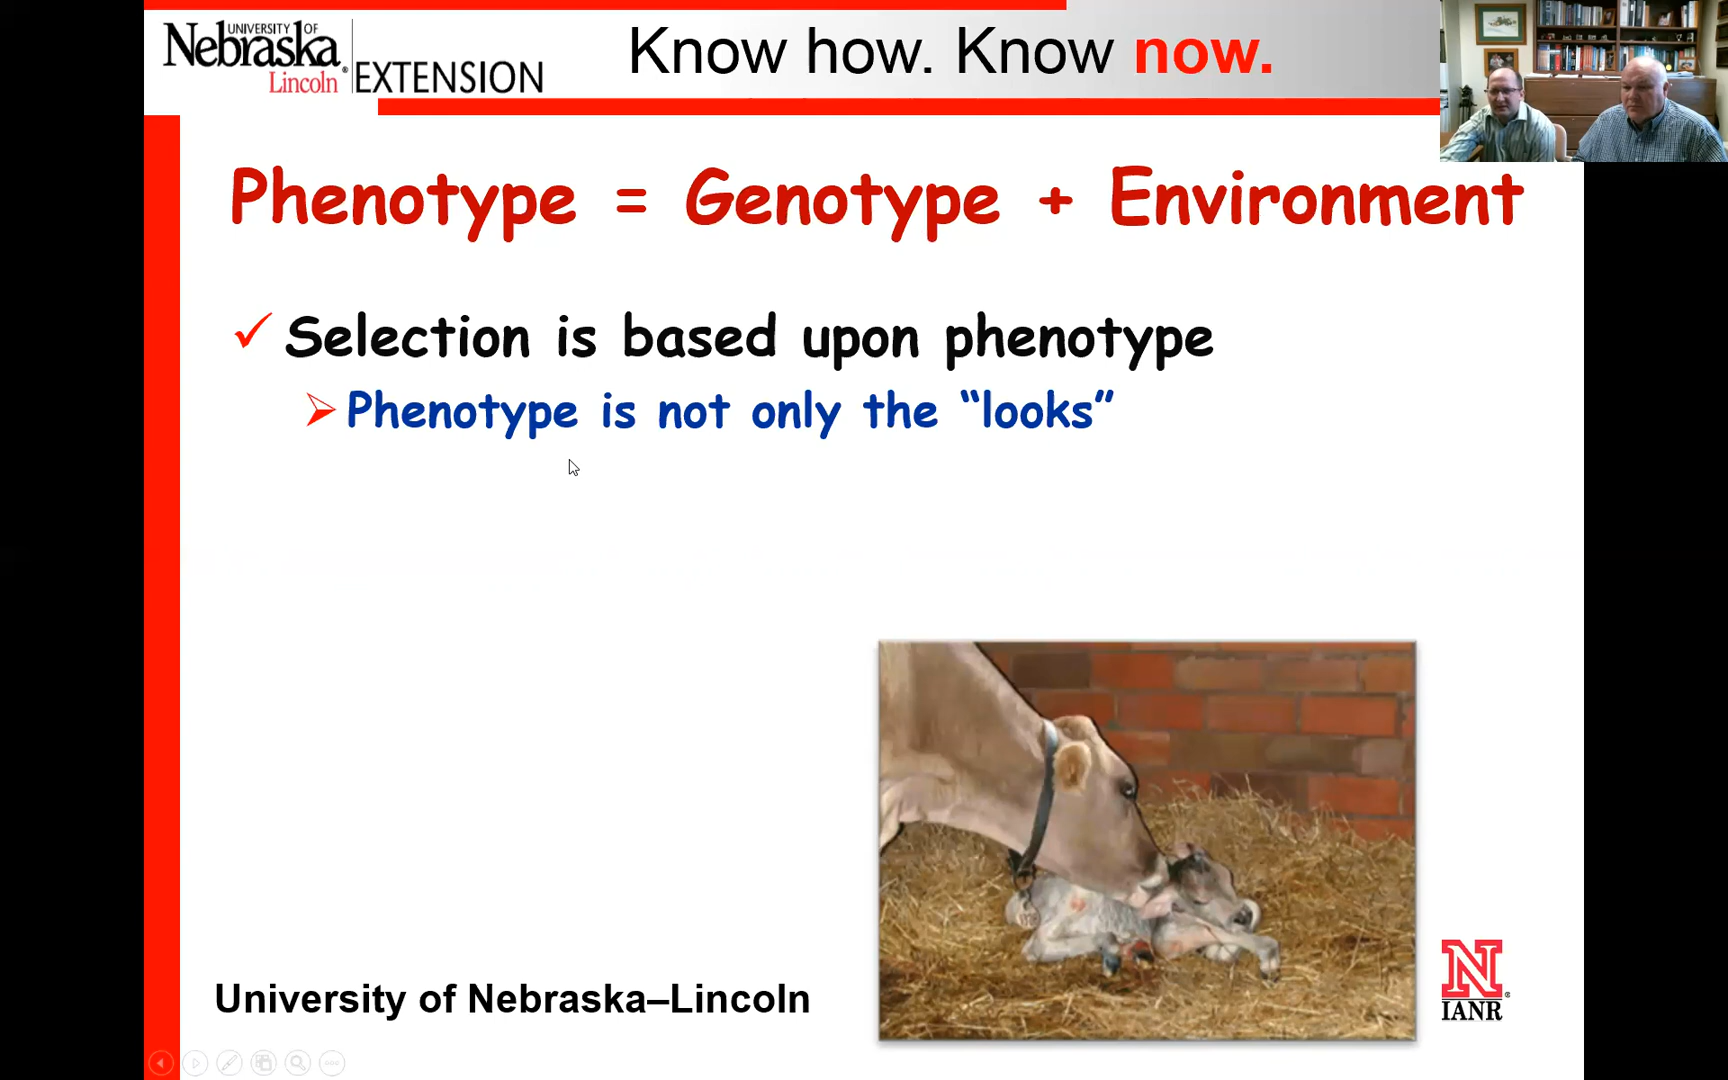 UNIVERSITY OF
Nebraska
Lincoln
EXTENSION
Know how. Know now.
Phenotype = Genotype + Environment
✓ Selection is based upon phenotype
➢ Phenotype is not only the “looks”
University of Nebraska–Lincoln
N
IANR